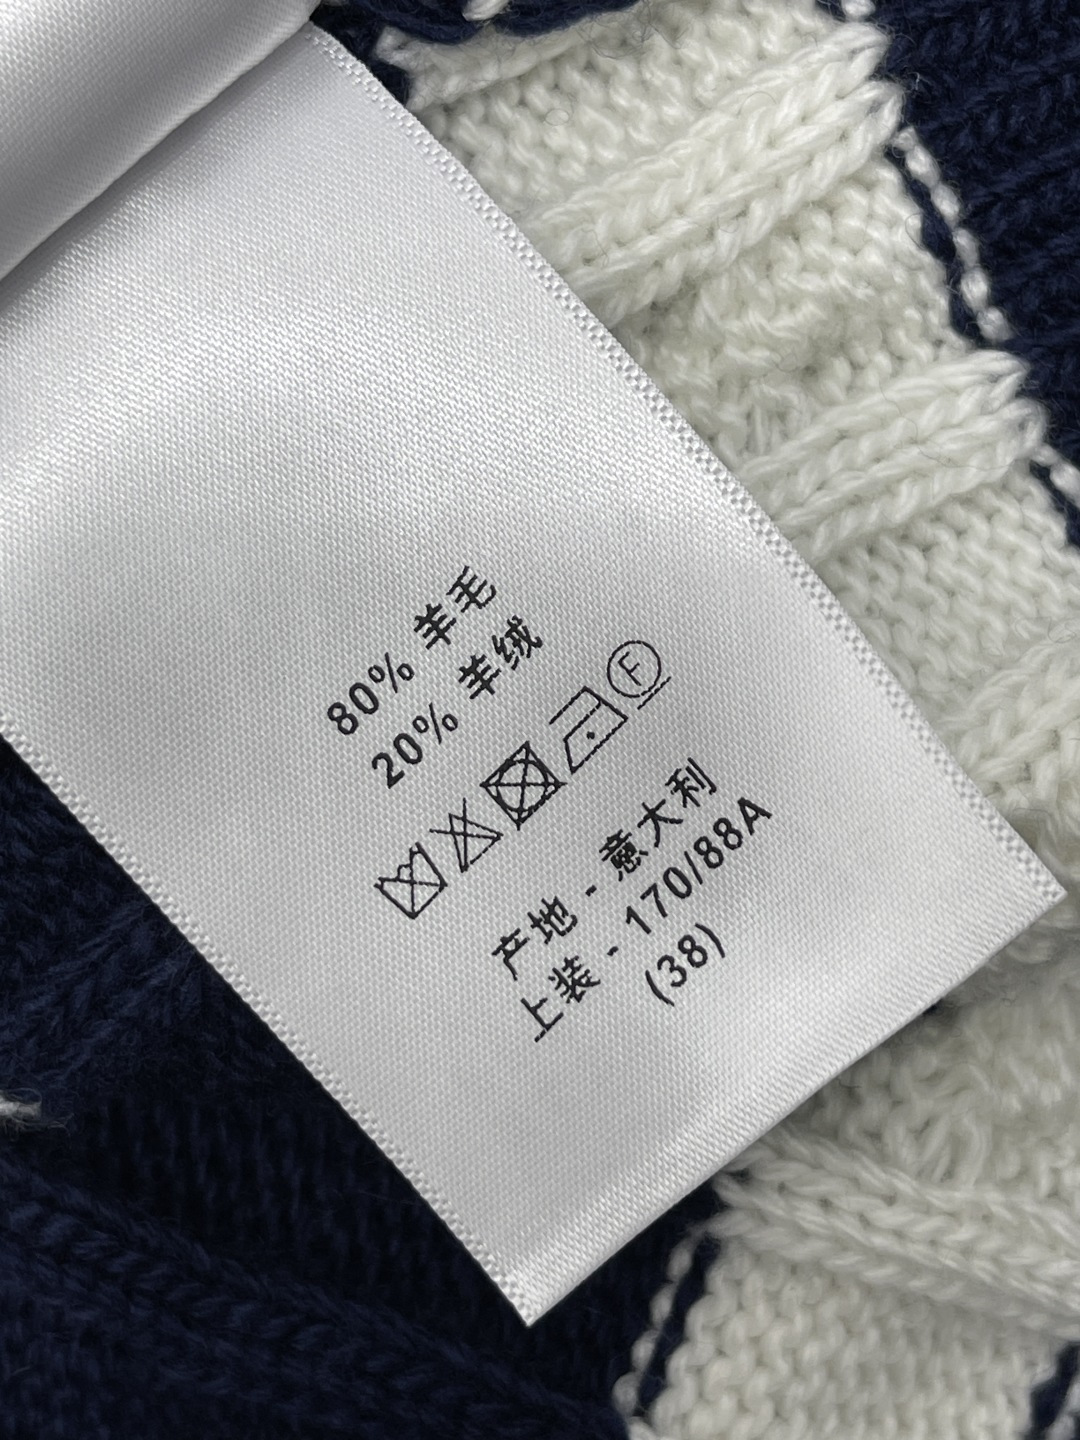 80% 羊毛
20% 羊绒
F
产地 - 意大利
上装 - 170/88A
(38)